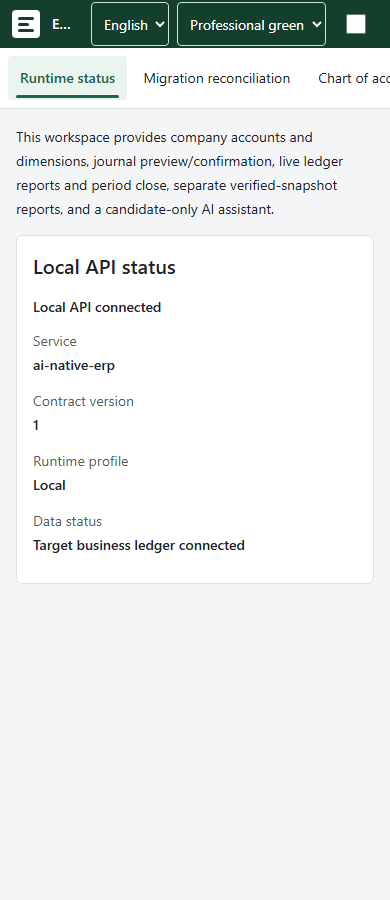 E...
English
Professional green
Runtime status
Migration reconciliation
Chart of acc
This workspace provides company accounts and
dimensions, journal preview/confirmation, live ledger
reports and period close, separate verified-snapshot
reports, and a candidate-only AI assistant.
Local API status
Local API connected
Service
ai-native-erp
Contract version
1
Runtime profile
Local
Data status
Target business ledger connected